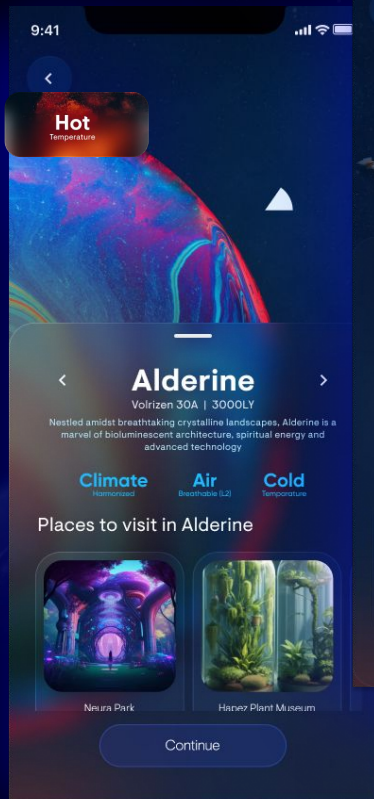 9:41
Hot
Temperature
Alderine
Volrizen 30A | 3000LY
Nestled amidst breathtaking crystalline landscapes, Alderine is a
marvel of bioluminescent architecture, spiritual energy and
advanced technology
Climate Air Cold
Harmonized Breathable (L2) Temparature
Places to visit in Alderine
Neura Park Hapez Plant Museum
Continue